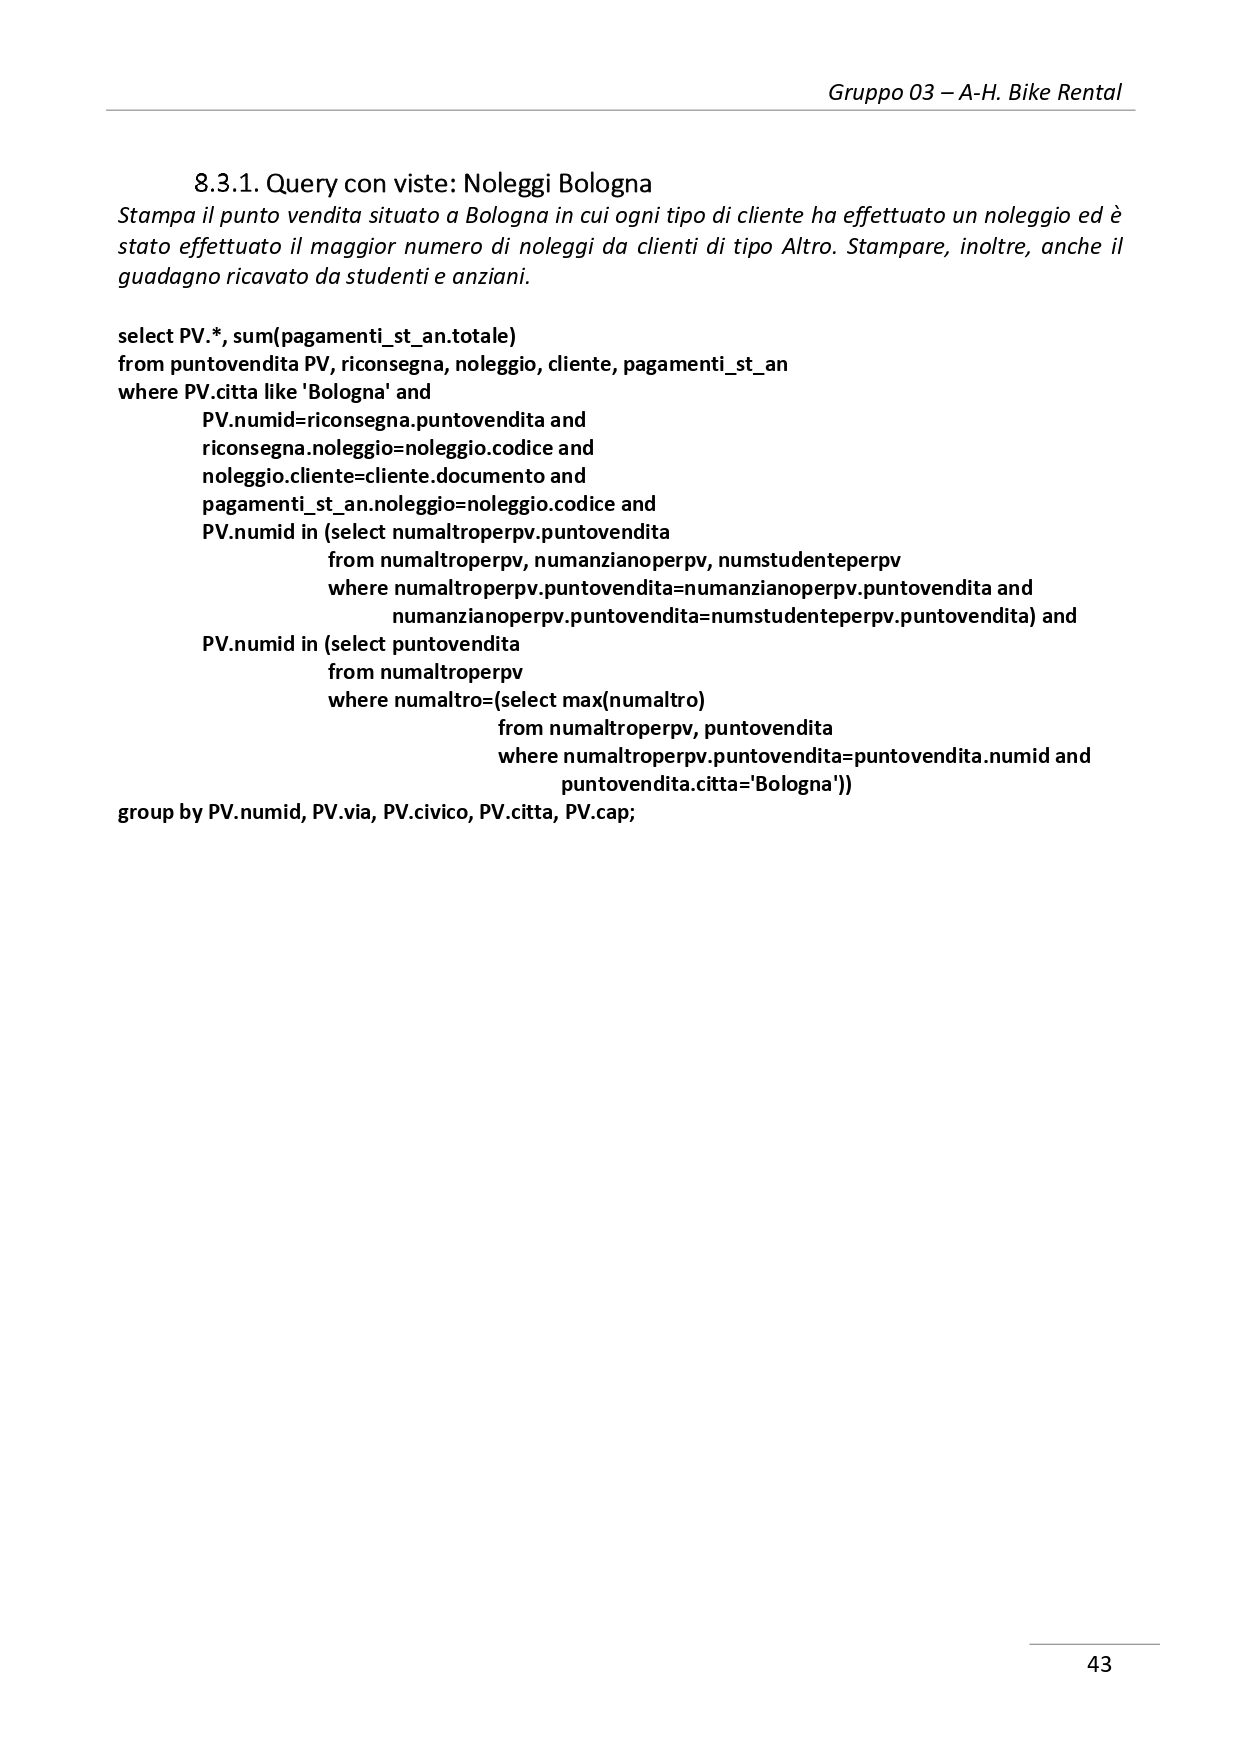 Gruppo 03 – A-H. Bike Rental
8.3.1. Query con viste: Noleggi Bologna
Stampa il punto vendita situato a Bologna in cui ogni tipo di cliente ha effettuato un noleggio ed è
stato effettuato il maggior numero di noleggi da clienti di tipo Altro. Stampare, inoltre, anche il
guadagno ricavato da studenti e anziani.
select PV.*, sum(pagamenti_st_an.totale)
from puntovendita PV, riconsegna, noleggio, cliente, pagamenti_st_an
where PV.citta like 'Bologna' and
PV.numid=riconsegna.puntovendita and
riconsegna.noleggio=noleggio.codice and
noleggio.cliente=cliente.documento and
pagamenti_st_an.noleggio=noleggio.codice and
PV.numid in (select numaltroperpv.puntovendita
from numaltroperpv, numanzianoperpv, numstudenteperpv
where numaltroperpv.puntovendita=numanzianoperpv.puntovendita and
numanzianoperpv.puntovendita=numstudenteperpv.puntovendita) and
PV.numid in (select puntovendita
from numaltroperpv
where numaltro=(select max(numaltro)
from numaltroperpv, puntovendita
where numaltroperpv.puntovendita=puntovendita.numid and
puntovendita.citta='Bologna'))
group by PV.numid, PV.via, PV.civico, PV.citta, PV.cap;
43